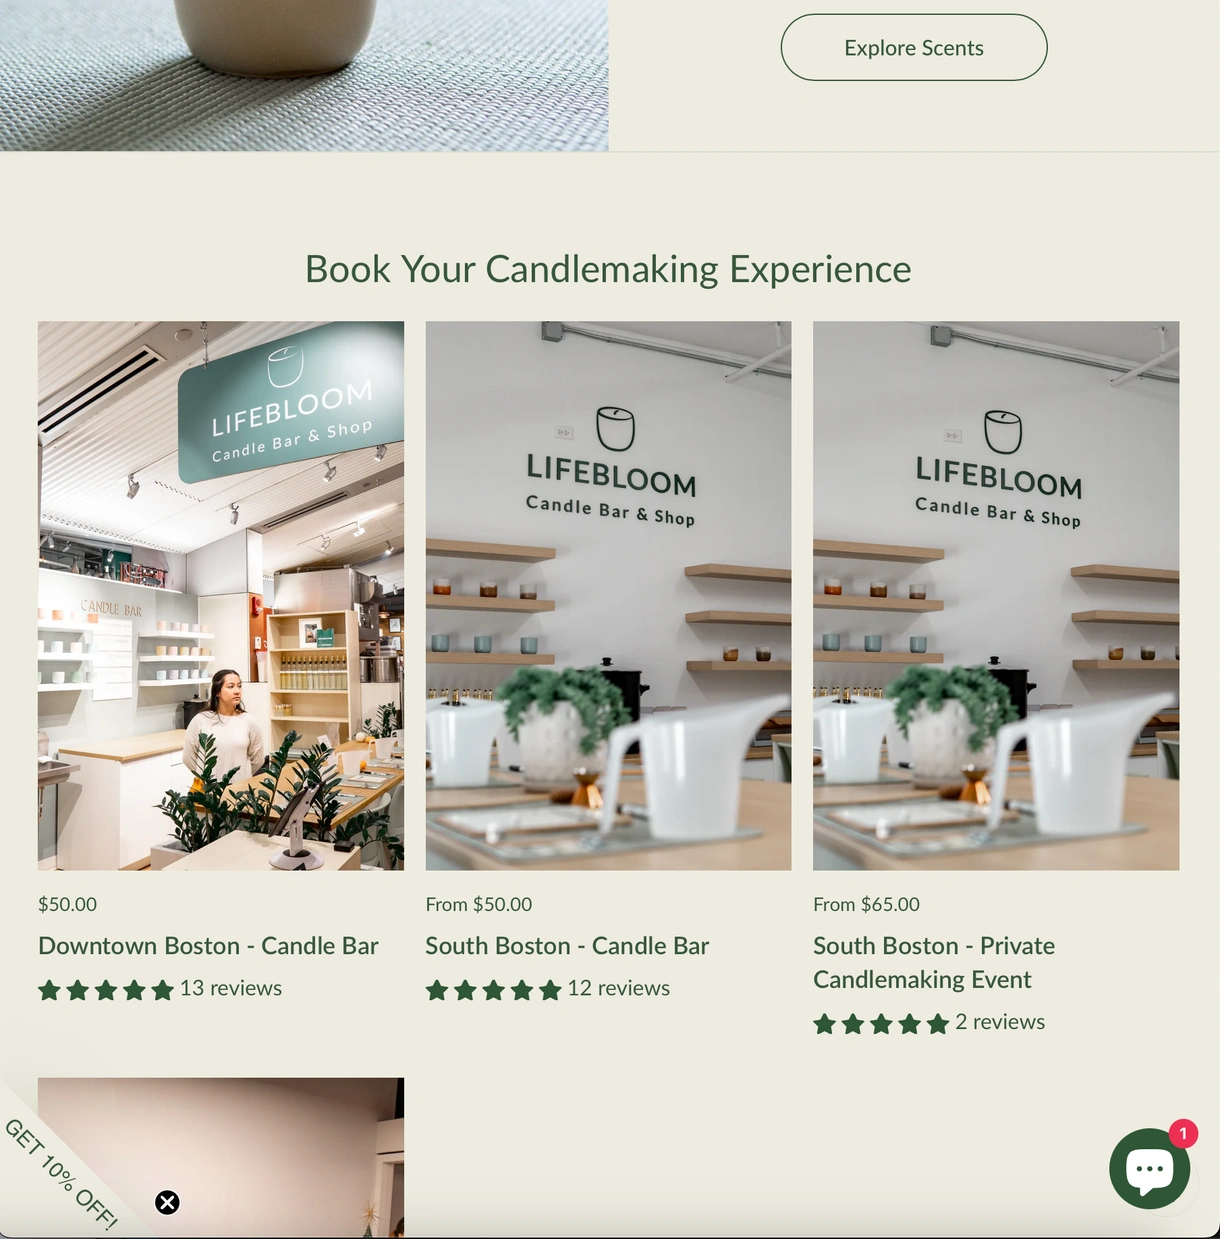 Explore Scents
Book Your Candlemaking Experience
LIFEBLOOM
Candle Bar & Shop
CANDLE BAR
LIFEBLOOM
Candle Bar & Shop
LIFEBLOOM
Candle Bar & Shop
$50.00
Downtown Boston - Candle Bar
13 reviews
From $50.00
South Boston - Candle Bar
12 reviews
From $65.00
South Boston - Private
Candlemaking Event
2 reviews
GET 10% OFF!
1